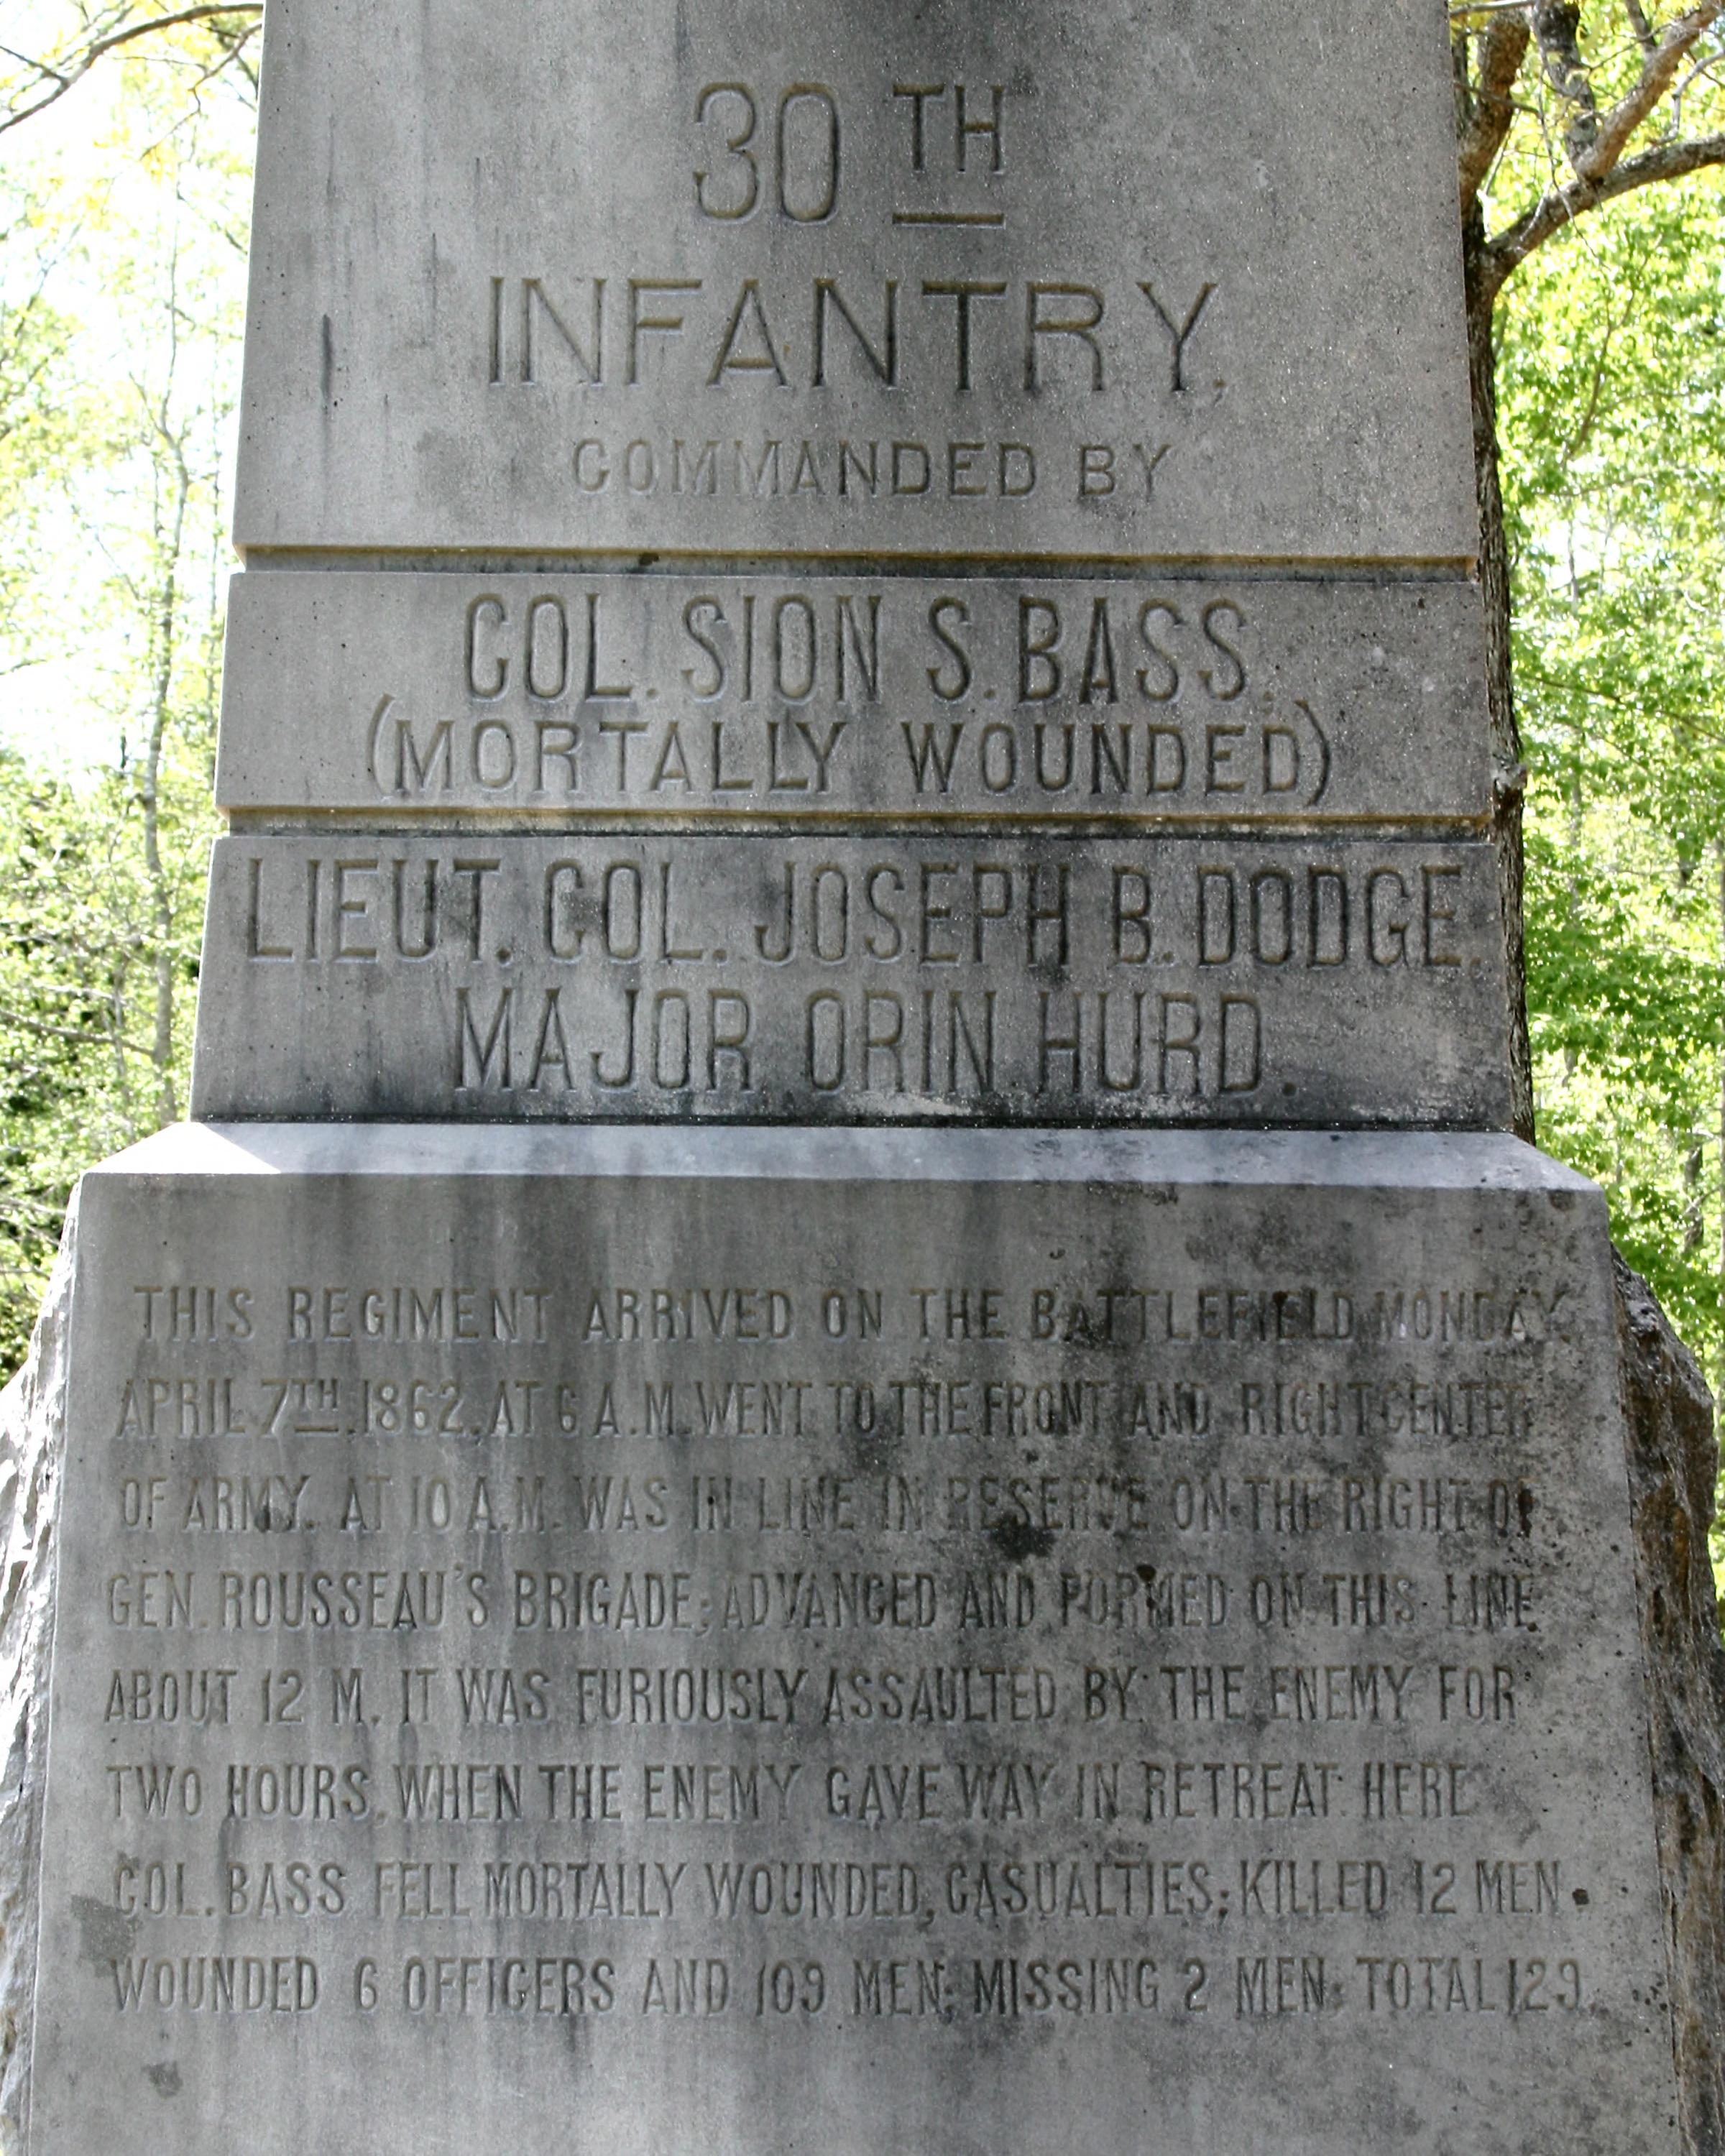 30TH
INFANTRY,
COMMANDED BY
COL. SION S. BASS.
(MORTALLY WOUNDED)
LIEUT. COL. JOSEPH B. DODGE.
MAJOR ORIN HURD.
THIS REGIMENT ARRIVED ON THE BATTLEFIELD MONDAY
APRIL 7TH, 1862, AT 6 A.M. WENT TO THE FRONT AND RIGHT CENTER
OF ARMY. AT 10 A.M. WAS IN LINE IN RESERVE ON THE RIGHT OF
GEN. ROUSSEAU'S BRIGADE; ADVANCED AND FORMED ON THIS LINE
ABOUT 12 M. IT WAS FURIOUSLY ASSAULTED BY THE ENEMY FOR
TWO HOURS, WHEN THE ENEMY GAVE WAY IN RETREAT. HERE
COL. BASS FELL MORTALLY WOUNDED, CASUALTIES; KILLED 12 MEN.
WOUNDED 6 OFFICERS AND 109 MEN; MISSING 2 MEN; TOTAL 129.